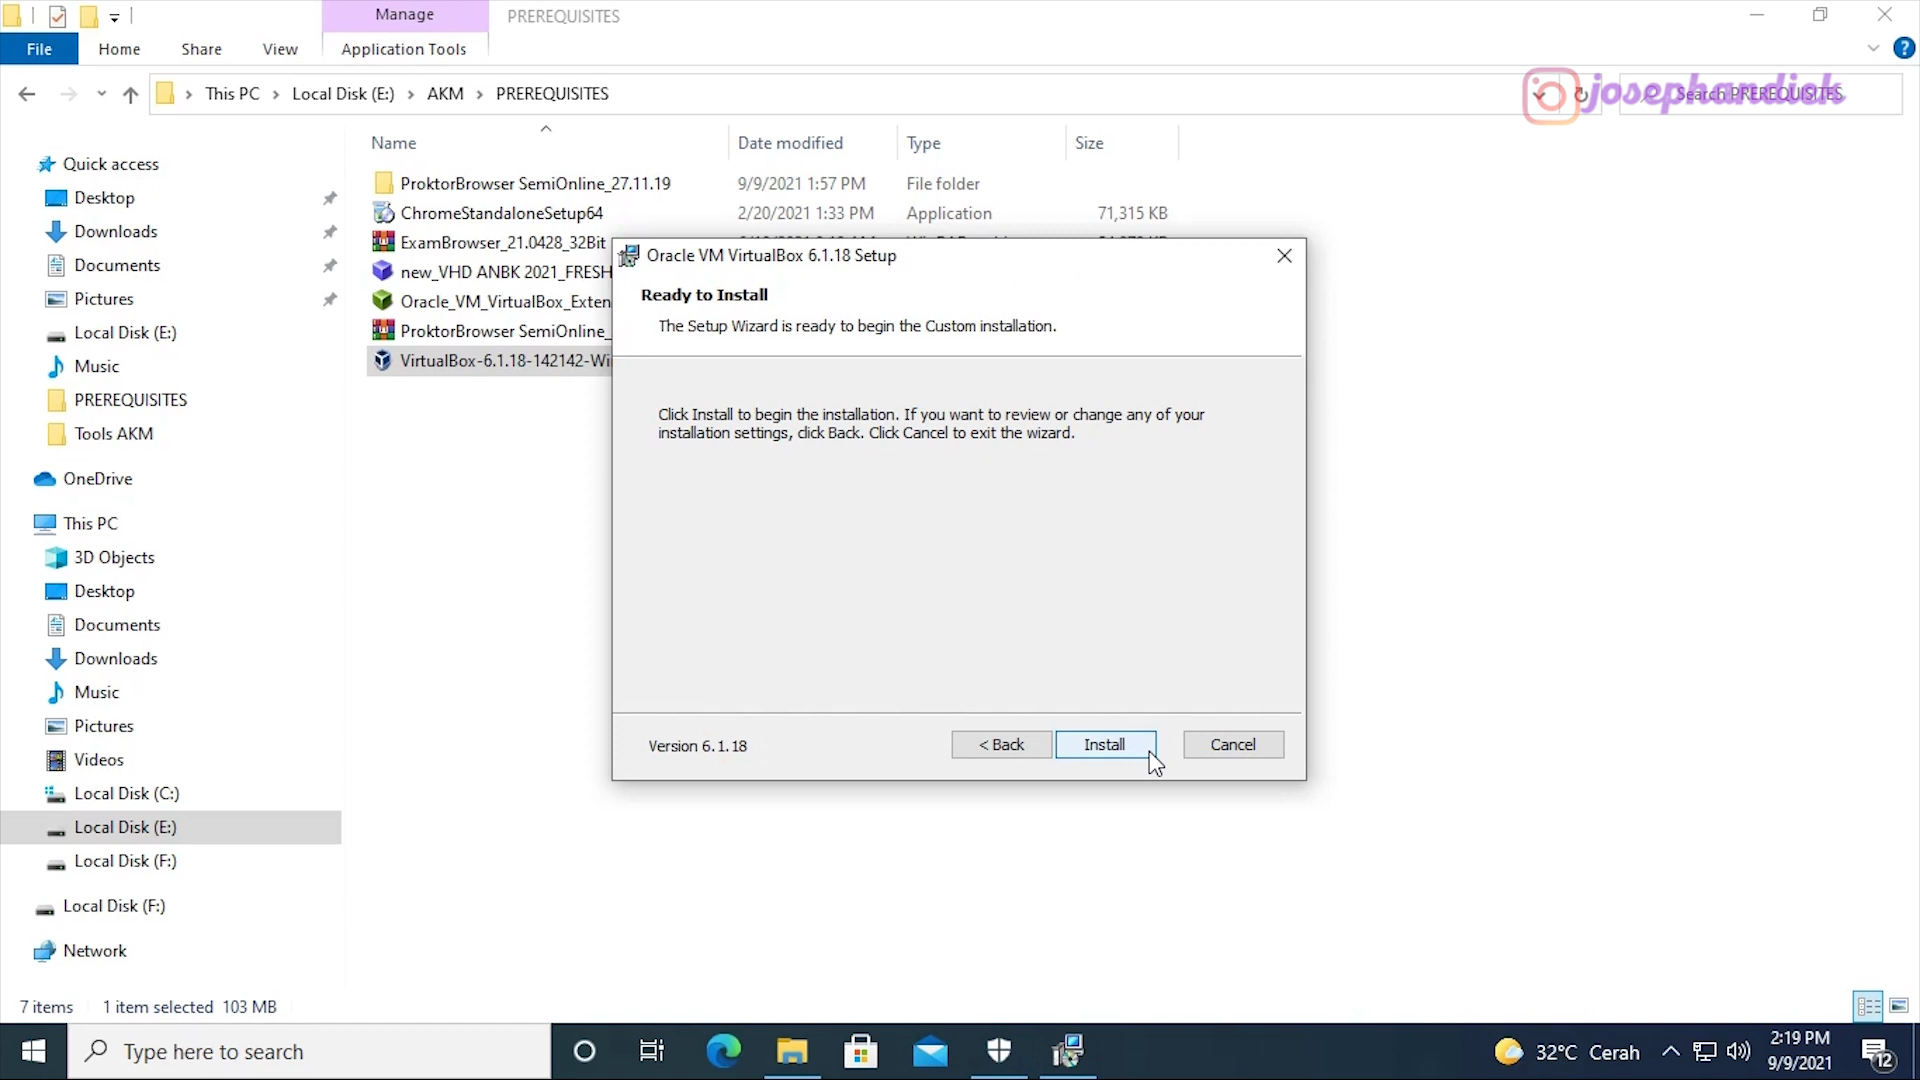 Manage
PREREQUISITES
File
Home
Share
View
Application Tools
This PC
Local Disk (E:)
AKM
PREREQUISITES
Search PREREQUISITES
josephandisk
Name
Date modified
Type
Size
Quick access
Desktop
Downloads
Documents
Pictures
Local Disk (E:)
Music
PREREQUISITES
Tools AKM
OneDrive
This PC
3D Objects
Desktop
Documents
Downloads
Music
Pictures
Videos
Local Disk (C:)
Local Disk (E:)
Local Disk (F:)
Local Disk (F:)
Network
ProktorBrowser SemiOnline_27.11.19
9/9/2021 1:57 PM
File folder
ChromeStandaloneSetup64
2/20/2021 1:33 PM
Application
71,315 KB
ExamBrowser_21.0428_32Bit
new_VHD ANBK 2021_FRESH
Oracle_VM_VirtualBox_Exten
ProktorBrowser SemiOnline_
VirtualBox-6.1.18-142142-Wi
Oracle VM VirtualBox 6.1.18 Setup
Ready to Install
The Setup Wizard is ready to begin the Custom installation.
Click Install to begin the installation. If you want to review or change any of your
installation settings, click Back. Click Cancel to exit the wizard.
Version 6.1.18
< Back
Install
Cancel
7 items
1 item selected
103 MB
Type here to search
32°C Cerah
2:19 PM
9/9/2021
12